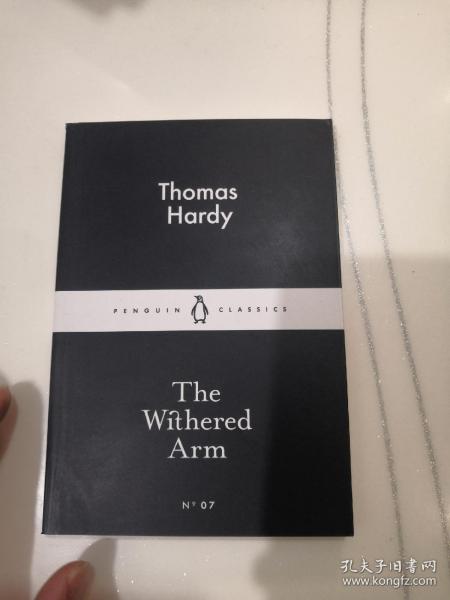 Thomas
Hardy
PENGUIN CLASSICS
The
Withered
Arm
Nº 07
孔夫子旧书网
www.kongfz.com